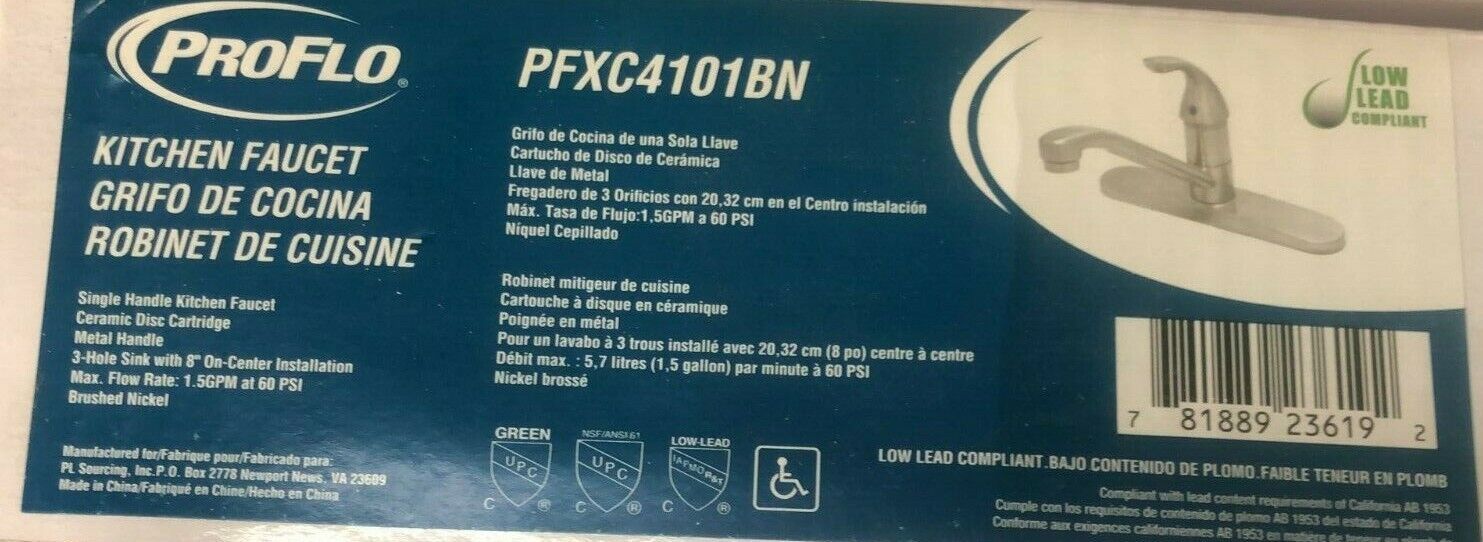 PROFLO®
KITCHEN FAUCET
GRIFO DE COCINA
ROBINET DE CUISINE
Single Handle Kitchen Faucet
Ceramic Disc Cartridge
Metal Handle
3-Hole Sink with 8" On-Center Installation
Max. Flow Rate: 1.5GPM at 60 PSI
Brushed Nickel
Manufactured for/Fabrique pour/Fabricado para:
PL Sourcing, Inc.P.O. Box 2778 Newport News, VA 23609
Made in China/Fabriqué en Chine/Hecho en China
PFXC4101BN
Grifo de Cocina de una Sola Llave
Cartucho de Disco de Cerámica
Llave de Metal
Fregadero de 3 Orificios con 20,32 cm en el Centro instalación
Máx. Tasa de Flujo:1,5GPM a 60 PSI
Níquel Cepillado
Robinet mitigeur de cuisine
Cartouche à disque en céramique
Poignée en métal
Pour un lavabo à 3 trous installé avec 20,32 cm (8 po) centre à centre
Débit max. : 5,7 litres (1,5 gallon) par minute à 60 PSI
Nickel brossé
GREEN
UPC
C ®
NSF/ANSI 61
UPC
C ®
LOW-LEAD
IAPMO R&T
C ®
LOW
LEAD
COMPLIANT
7 81889 23619 2
LOW LEAD COMPLIANT.BAJO CONTENIDO DE PLOMO.FAIBLE TENEUR EN PLOMB
Compliant with lead content requirements of California AB 1953
Cumple con los requisitos de contenido de plomo AB 1953 del estado de California
Conforme aux exigences californiennes AB 1953 en matière de teneur en plomb